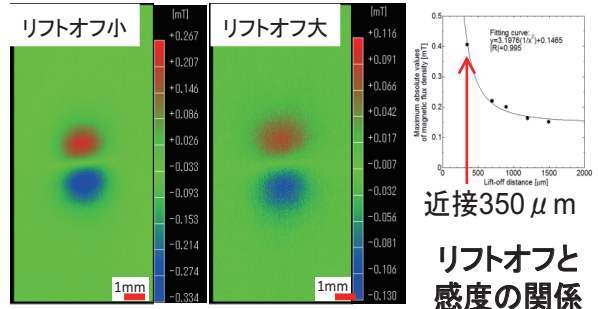 リフトオフ小
[mT]
+0.267
+0.207
+0.146
+0.086
+0.026
−0.033
−0.093
−0.153
−0.214
−0.274
−0.334
1mm
リフトオフ大
[mT]
+0.116
+0.091
+0.066
+0.042
+0.017
−0.007
−0.032
−0.056
−0.081
−0.106
−0.130
1mm
Maximum absolute values
of magnetic flux density [mT]
0.5
0.4
0.3
0.2
0.1
0
Fitting curve:
y=3.1976(1/x²)+0.1465
|R|=0.995
0 500 1000 1500 2000
Lift-off distance [μm]
近接350μm
リフトオフと
感度の関係